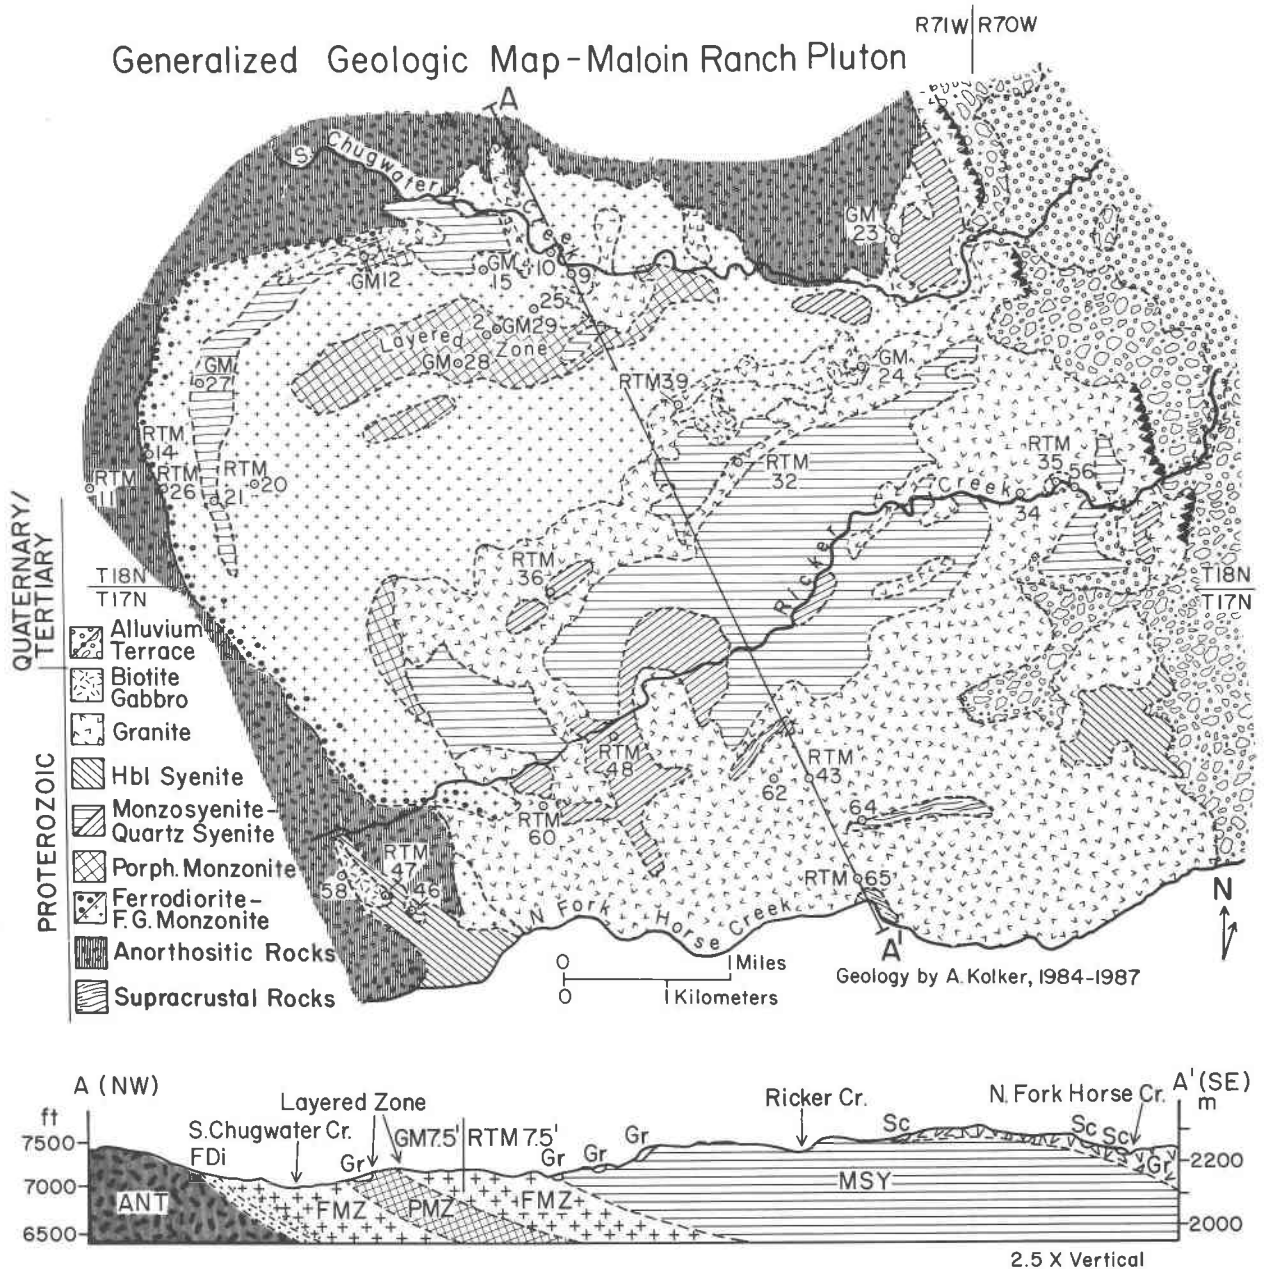 R71W R70W
Generalized Geologic Map - Maloin Ranch Pluton
A
S. Chugwater Creek
GM 23
GM12
GM 15
10
9
25
2 GM29
Layered Zone
GM 28
GM 27
RTM39
GM 24
RTM 14
RTM 11
RTM 26
RTM 20
21
RTM 32
RTM 35
56
34
Ricker Creek
RTM 36
T18N
T17N
T18N
T17N
QUATERNARY/
TERTIARY
Alluvium
Terrace
Biotite
Gabbro
Granite
PROTEROZOIC
Hbl Syenite
Monzosyenite-
Quartz Syenite
Porph. Monzonite
Ferrodiorite-
F.G. Monzonite
Anorthositic Rocks
Supracrustal Rocks
RTM 48
RTM 43
62
64
RTM 60
RTM 47
58
46
RTM 65
N Fork Horse Creek
A'
N
0 1 Miles
0 1 Kilometers
Geology by A. Kolker, 1984-1987
A (NW)
A' (SE)
ft
m
Layered Zone
Ricker Cr.
N. Fork Horse Cr.
S. Chugwater Cr.
GM 7.5' RTM 7.5'
7500
7000
6500
FDi
Gr
Gr
Gr
Gr
Sc
Sc
Sc
Gr
2200
2000
ANT
FMZ
PMZ
FMZ
MSY
2.5 X Vertical